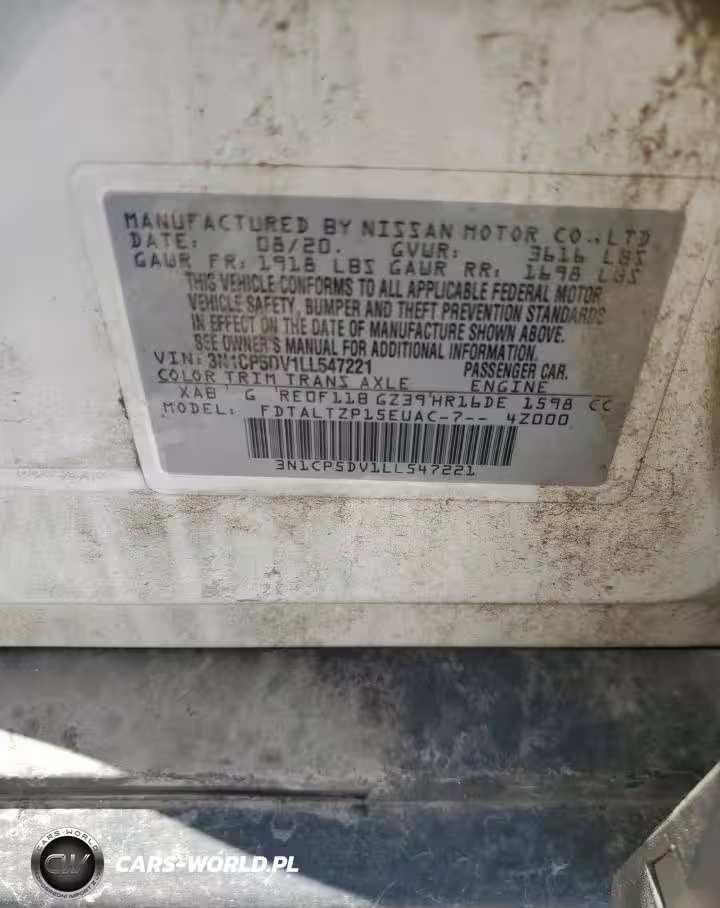 MANUFACTURED BY NISSAN MOTOR CO.,LTD
DATE: 08/20. GVWR: 3616 LBS
GAWR FR: 1918 LBS GAWR RR: 1698 LBS
THIS VEHICLE CONFORMS TO ALL APPLICABLE FEDERAL MOTOR
VEHICLE SAFETY, BUMPER AND THEFT PREVENTION STANDARDS
IN EFFECT ON THE DATE OF MANUFACTURE SHOWN ABOVE.
SEE OWNER'S MANUAL FOR ADDITIONAL INFORMATION.
VIN: 3N1CP5DV1LL547221 PASSENGER CAR.
COLOR TRIM TRANS AXLE ENGINE
XAB G RE0F11B GZ39 HR16DE 1598 CC
MODEL: FDTALTZP15EUAC-7-- 4Z000
3N1CP5DV1LL547221
CARS-WORLD
CW
CARS-WORLD.PL